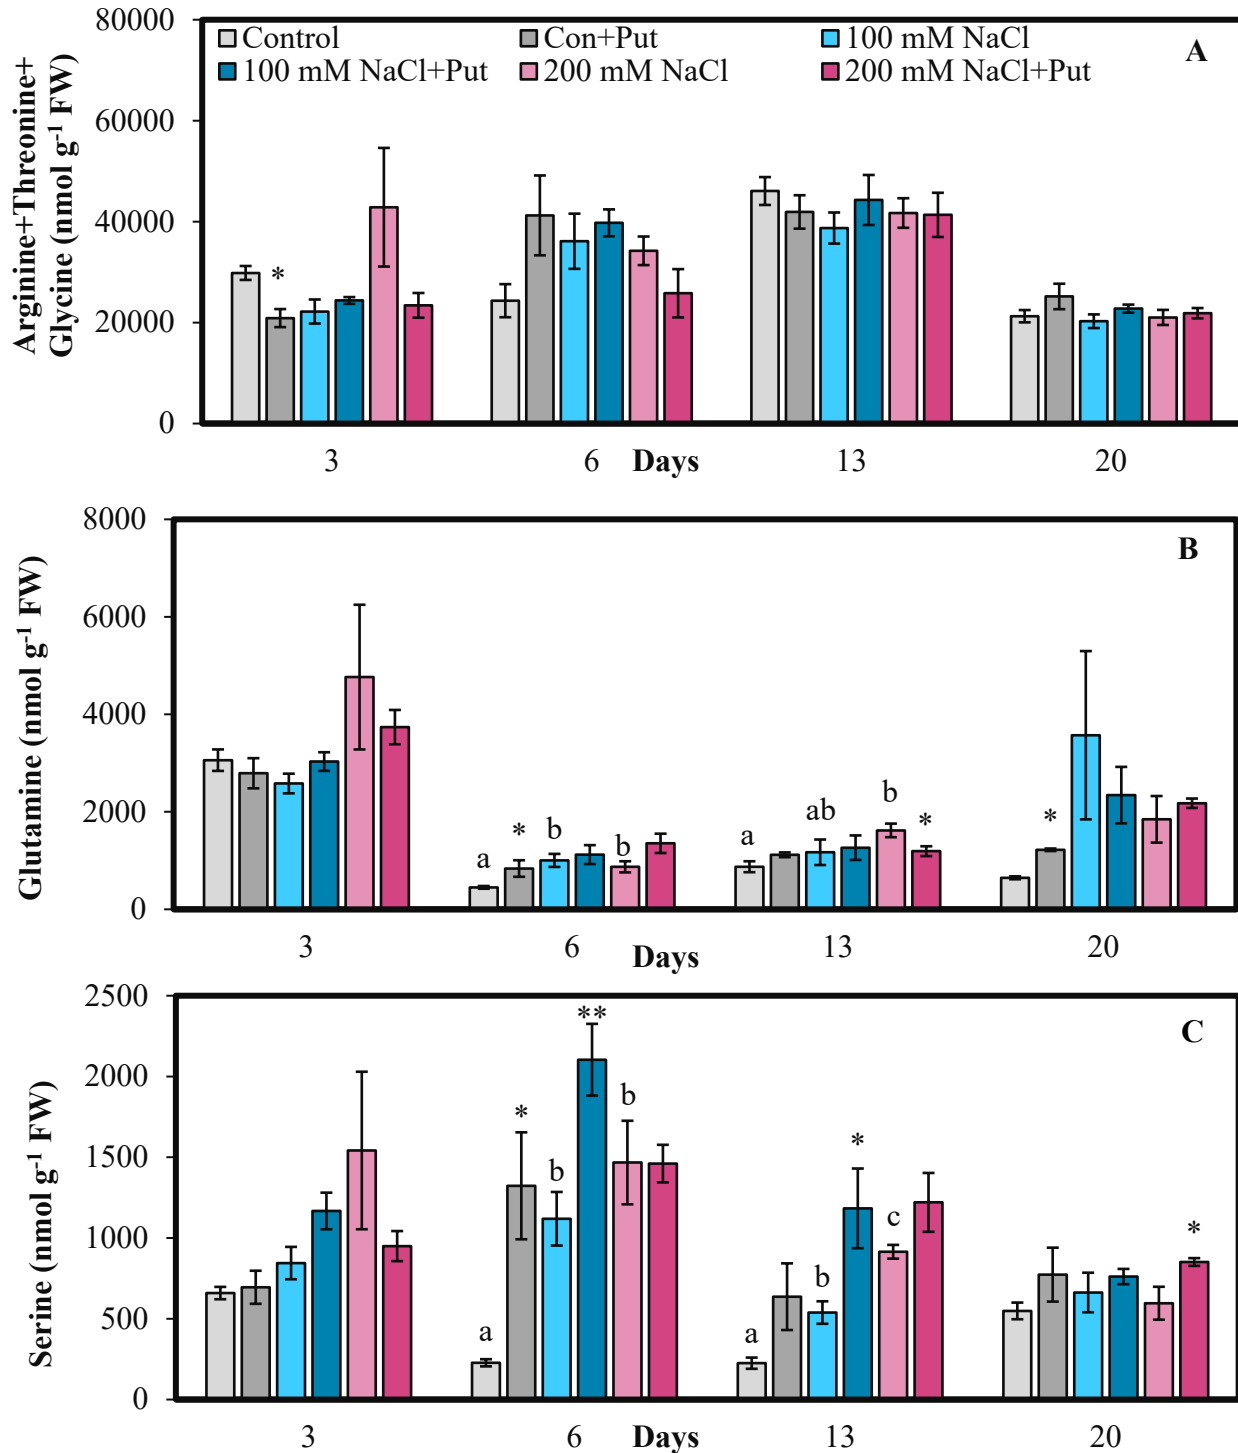 80000
Control
Con+Put
100 mM NaCl
A
100 mM NaCl+Put
200 mM NaCl
200 mM NaCl+Put
60000
40000
20000
0
Arginine+Threonine+
Glycine (nmol g-1 FW)
*
3
6
Days
13
20
8000
B
6000
4000
2000
0
Glutamine (nmol g-1 FW)
a
*
b
b
a
ab
b
*
*
3
6
Days
13
20
2500
C
2000
1500
1000
500
0
Serine (nmol g-1 FW)
a
*
b
**
b
a
b
*
c
*
3
6
Days
13
20